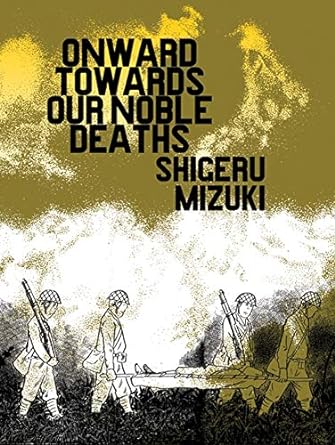 ONWARD
TOWARDS
OUR NOBLE
DEATHS
SHIGERU
MIZUKI